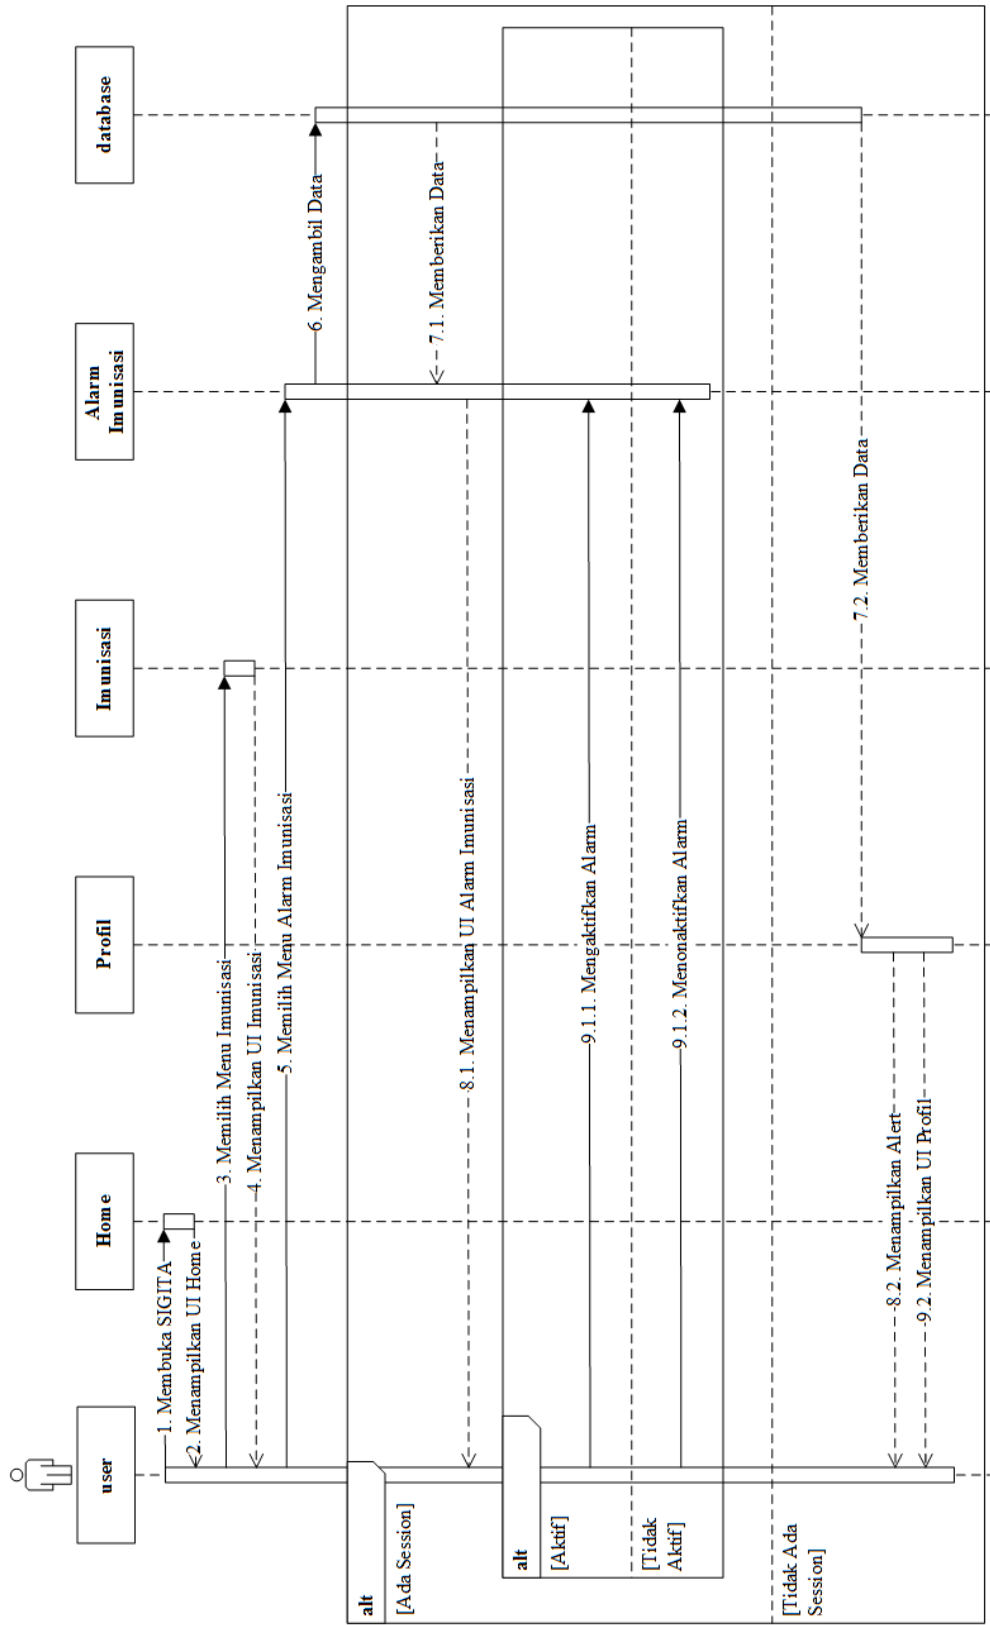 user
Home
Profil
Imunisasi
Alarm
Imunisasi
database
1. Membuka SIGITA
2. Menampilkan UI Home
3. Memilih Menu Imunisasi
4. Menampilkan UI Imunisasi
5. Memilih Menu Alarm Imunisasi
6. Mengambil Data
alt
[Ada Session]
7.1. Memberikan Data
8.1. Menampilkan UI Alarm Imunisasi
alt
[Aktif]
9.1.1. Mengaktifkan Alarm
[Tidak
Aktif]
9.1.2. Menonaktifkan Alarm
[Tidak Ada
Session]
7.2. Memberikan Data
8.2. Menampilkan Alert
9.2. Menampilkan UI Profil